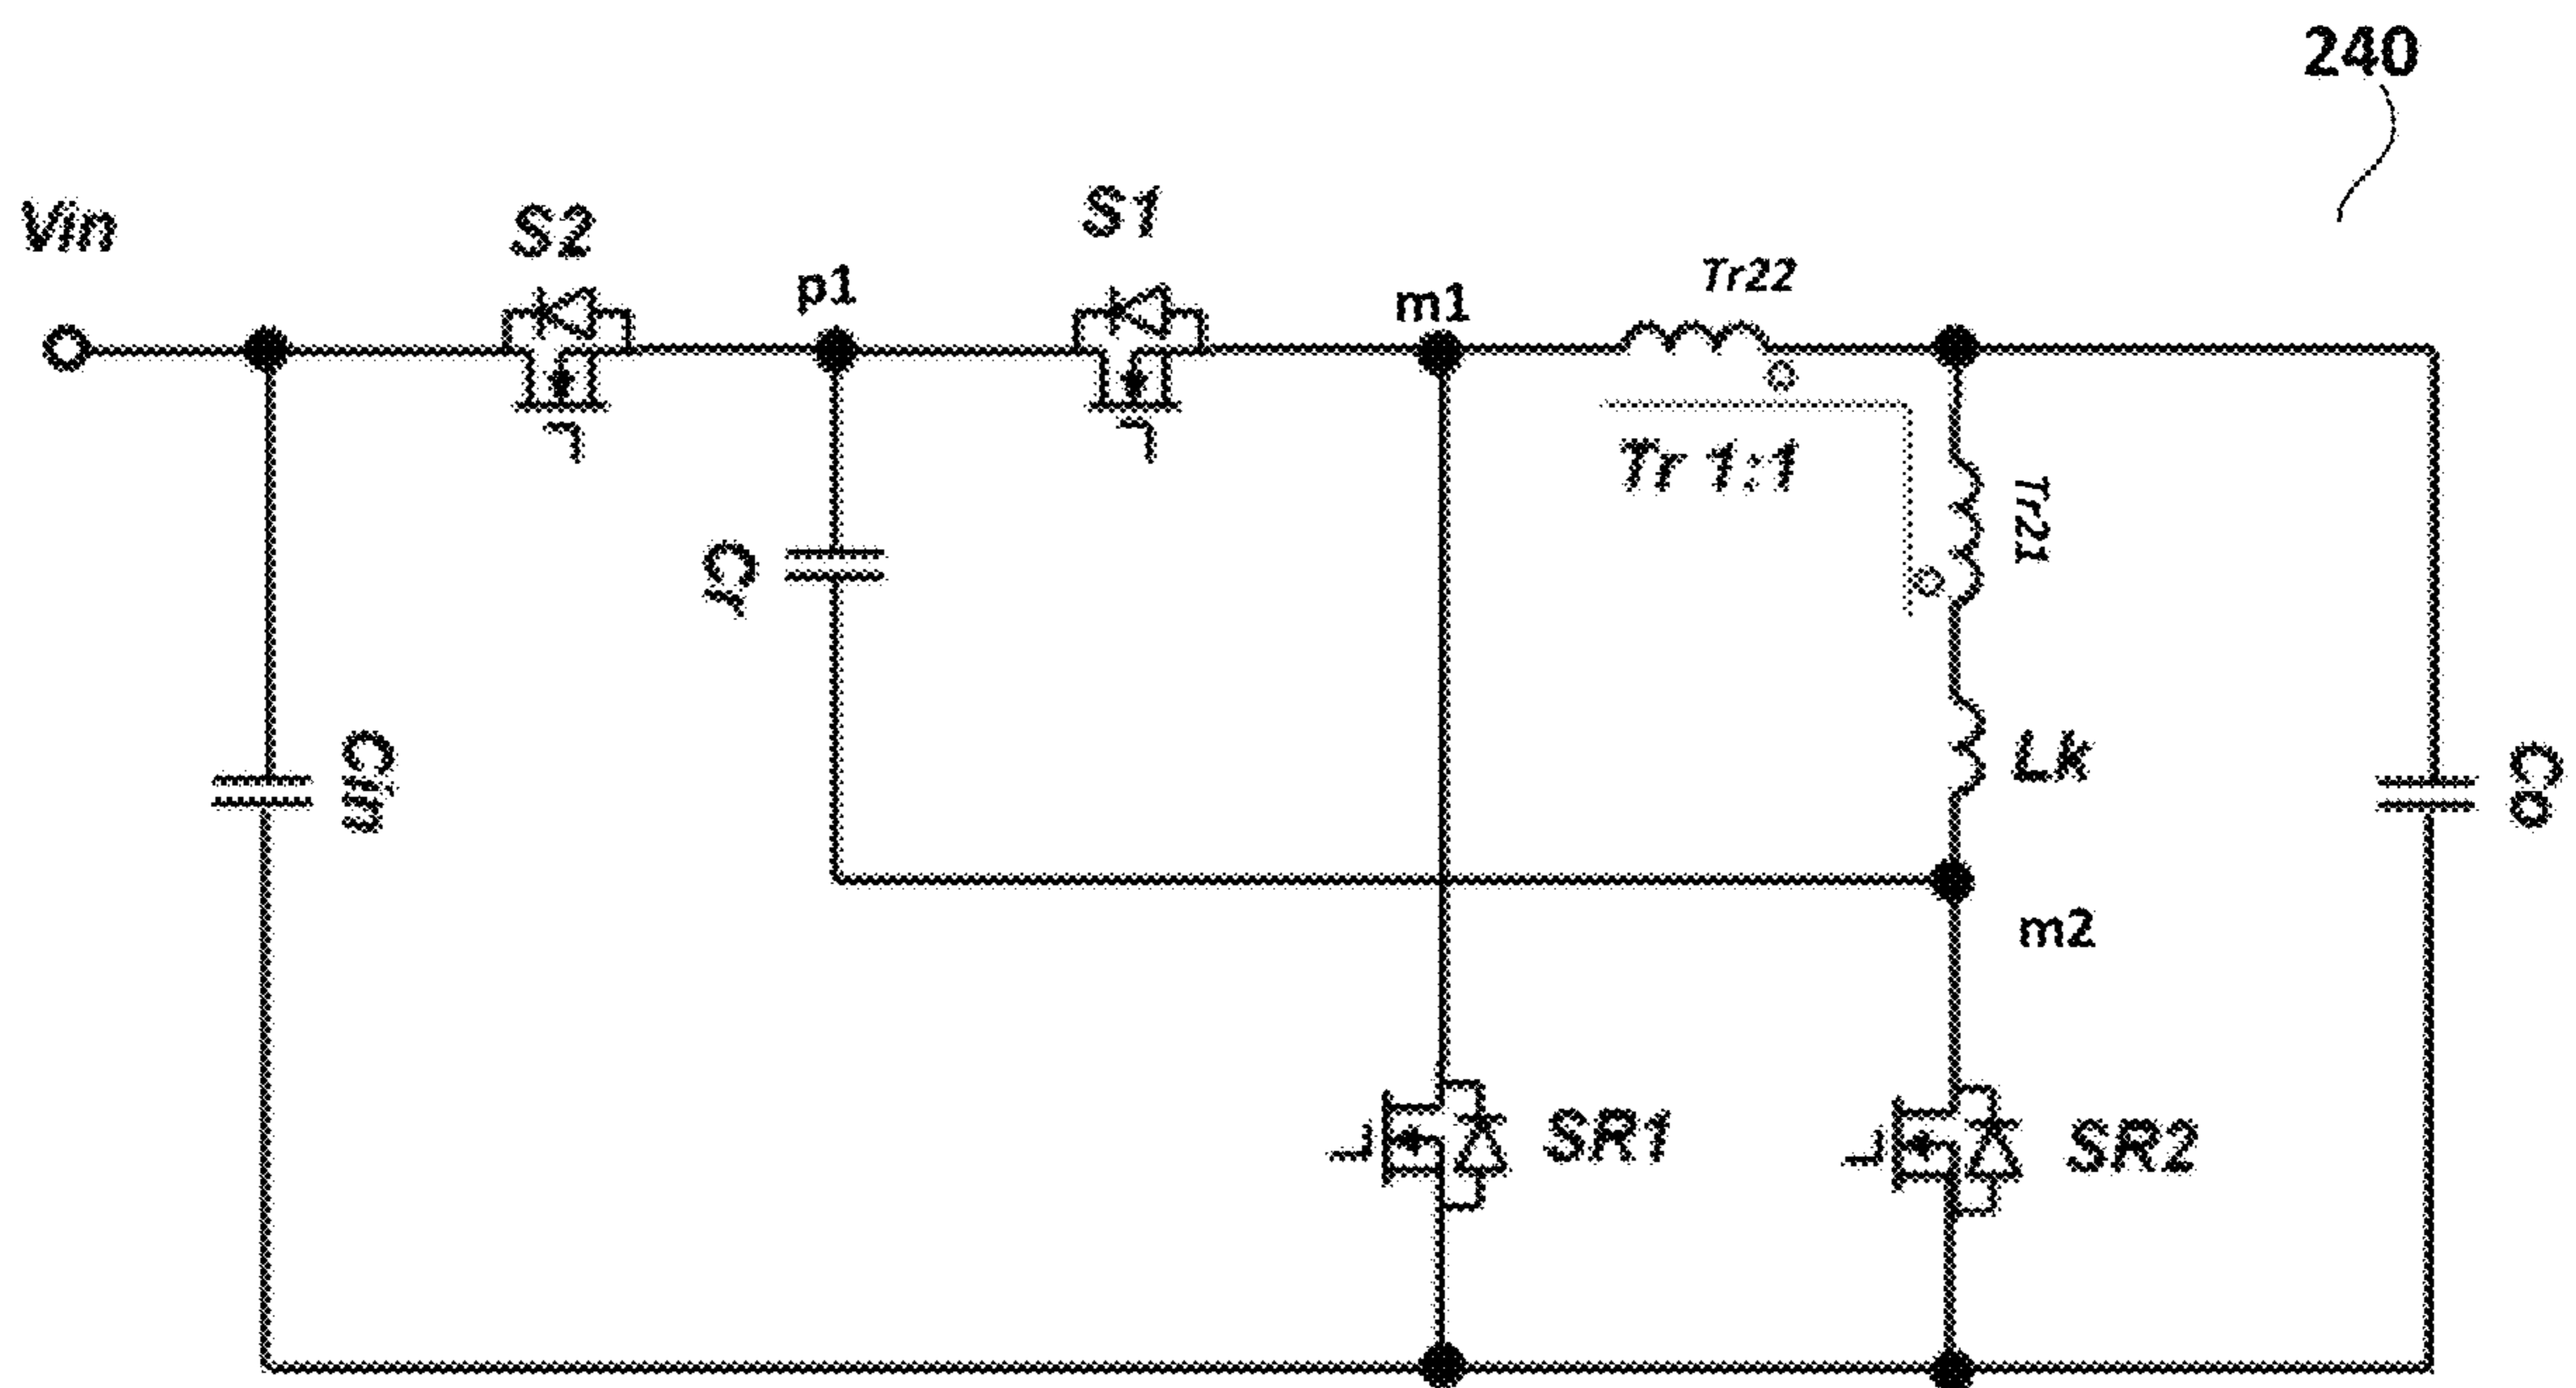 240
Vin
S2
p1
S1
m1
Tr22
Tr 1:1
Tr21
Cr
Cin
Lk
Co
m2
SR1
SR2